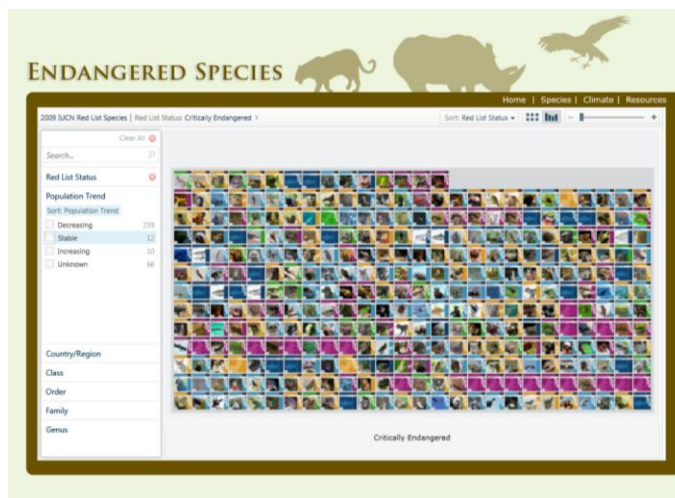 ENDANGERED SPECIES
Home | Species | Climate | Resources
2009 IUCN Red List Species | Red List Status: Critically Endangered >
Sort: Red List Status
Clear All
Search...
Red List Status
Population Trend
Sort: Population Trend
Decreasing 239
Stable 12
Increasing 10
Unknown 66
Country/Region
Class
Order
Family
Genus
Critically Endangered